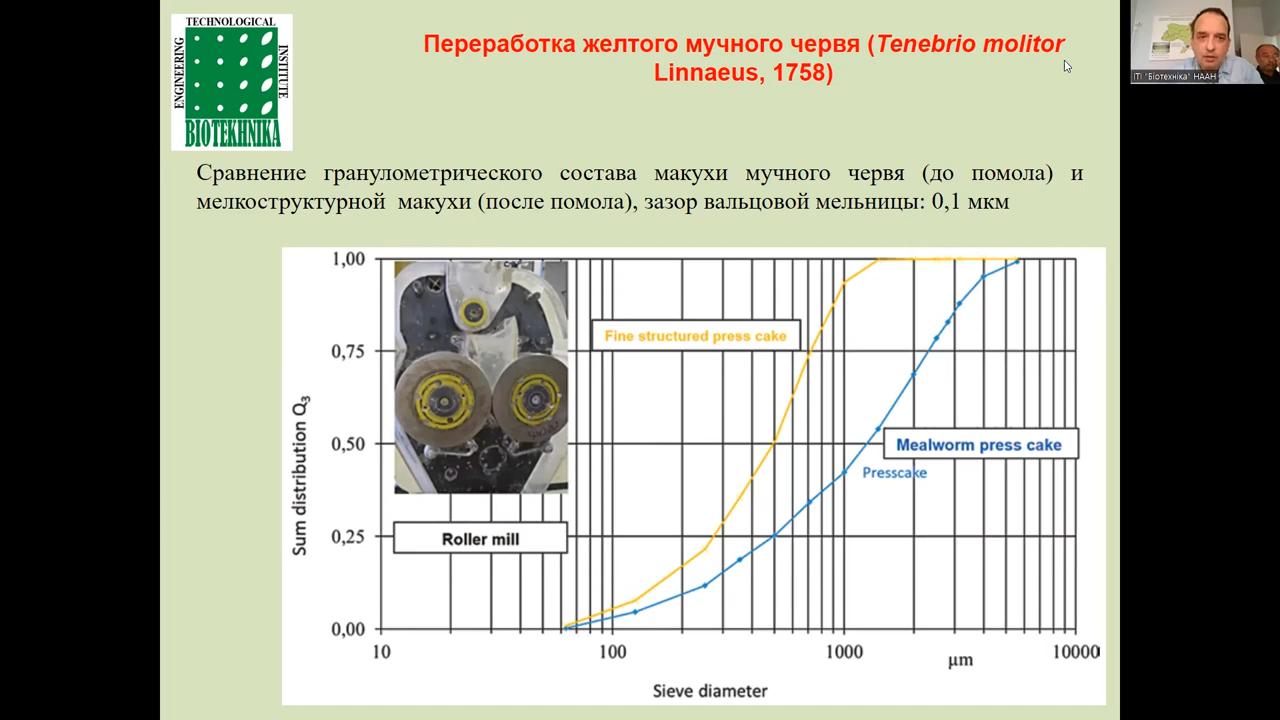 TECHNOLOGICAL
ENGINEERING
INSTITUTE
BIOTEKHNIKA
Переработка желтого мучного червя (Tenebrio molitor
Linnaeus, 1758)
ІТІ "Біотехніка" НААН
Сравнение гранулометрического состава макухи мучного червя (до помола) и
мелкоструктурной макухи (после помола), зазор вальцовой мельницы: 0,1 мкм
1,00
Fine structured press cake
0,75
0,50
Mealworm press cake
Presscake
Roller mill
0,25
0,00
Sum distribution Q3
10
100
1000
µm
10000
Sieve diameter